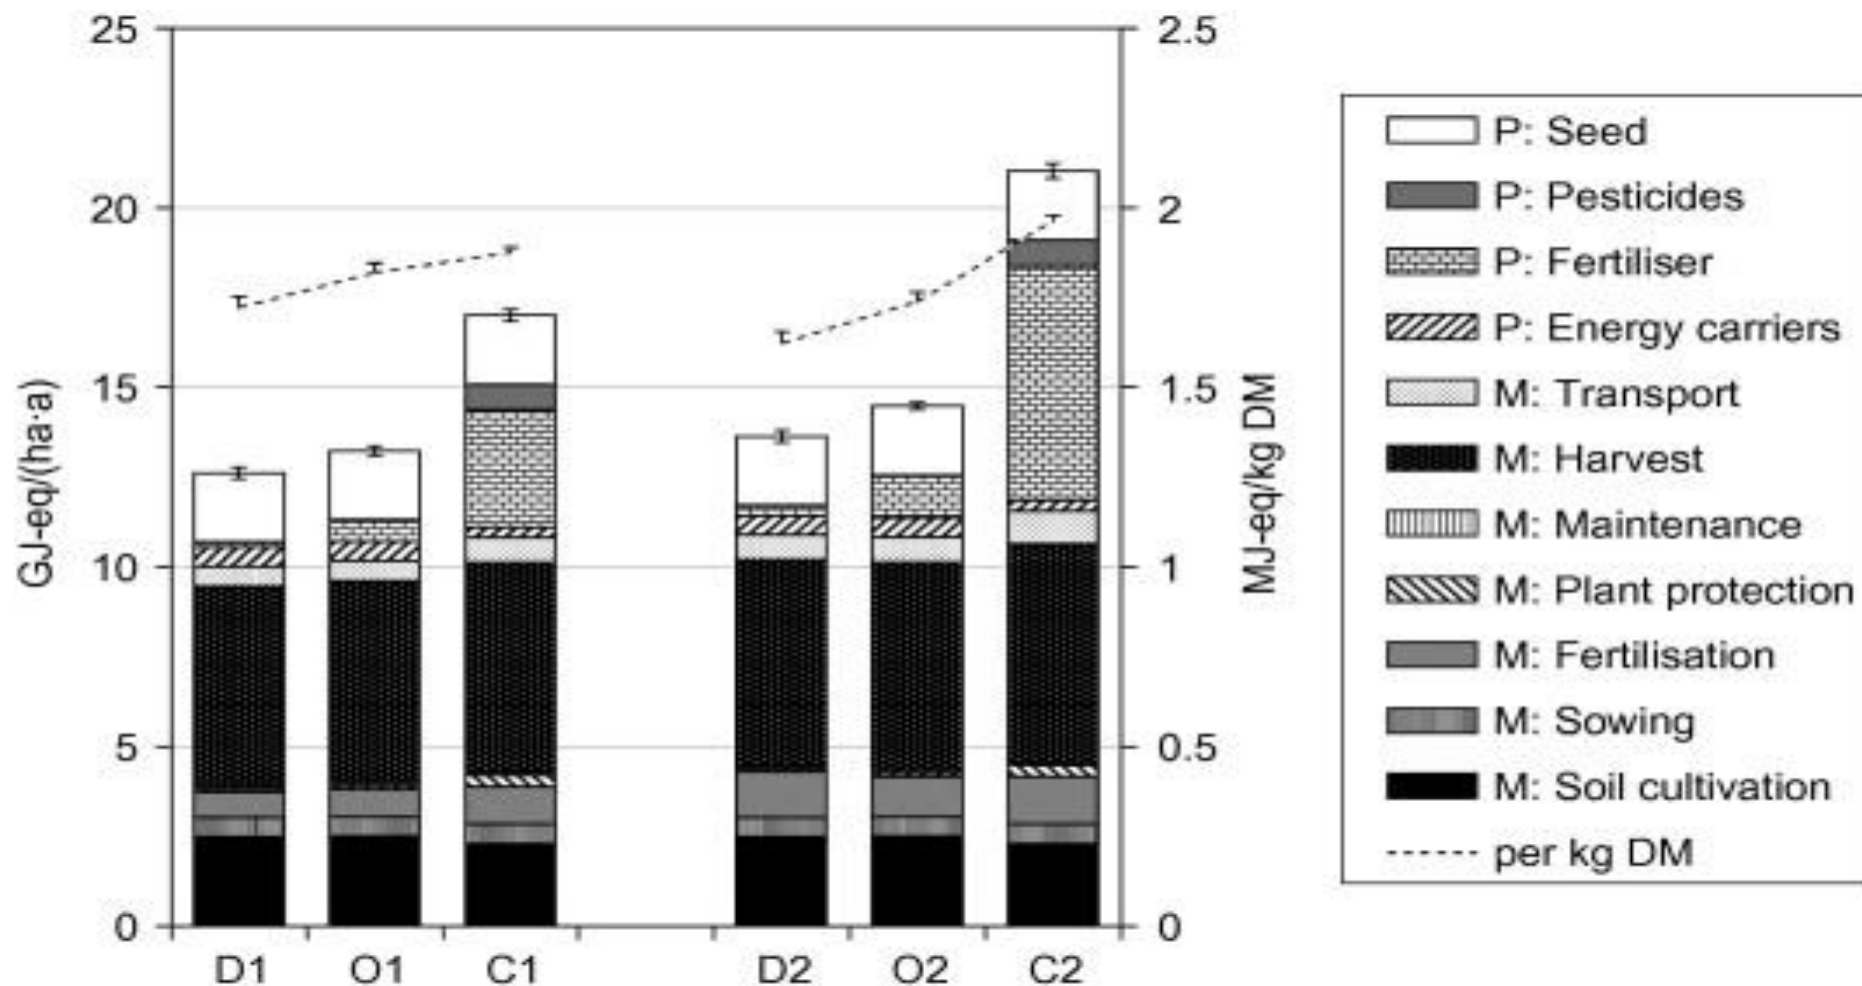 25
20
15
10
5
0
GJ-eq/(ha·a)
D1
O1
C1
D2
O2
C2
2.5
2
1.5
1
0.5
0
MJ-eq/kg DM
P: Seed
P: Pesticides
P: Fertiliser
P: Energy carriers
M: Transport
M: Harvest
M: Maintenance
M: Plant protection
M: Fertilisation
M: Sowing
M: Soil cultivation
per kg DM